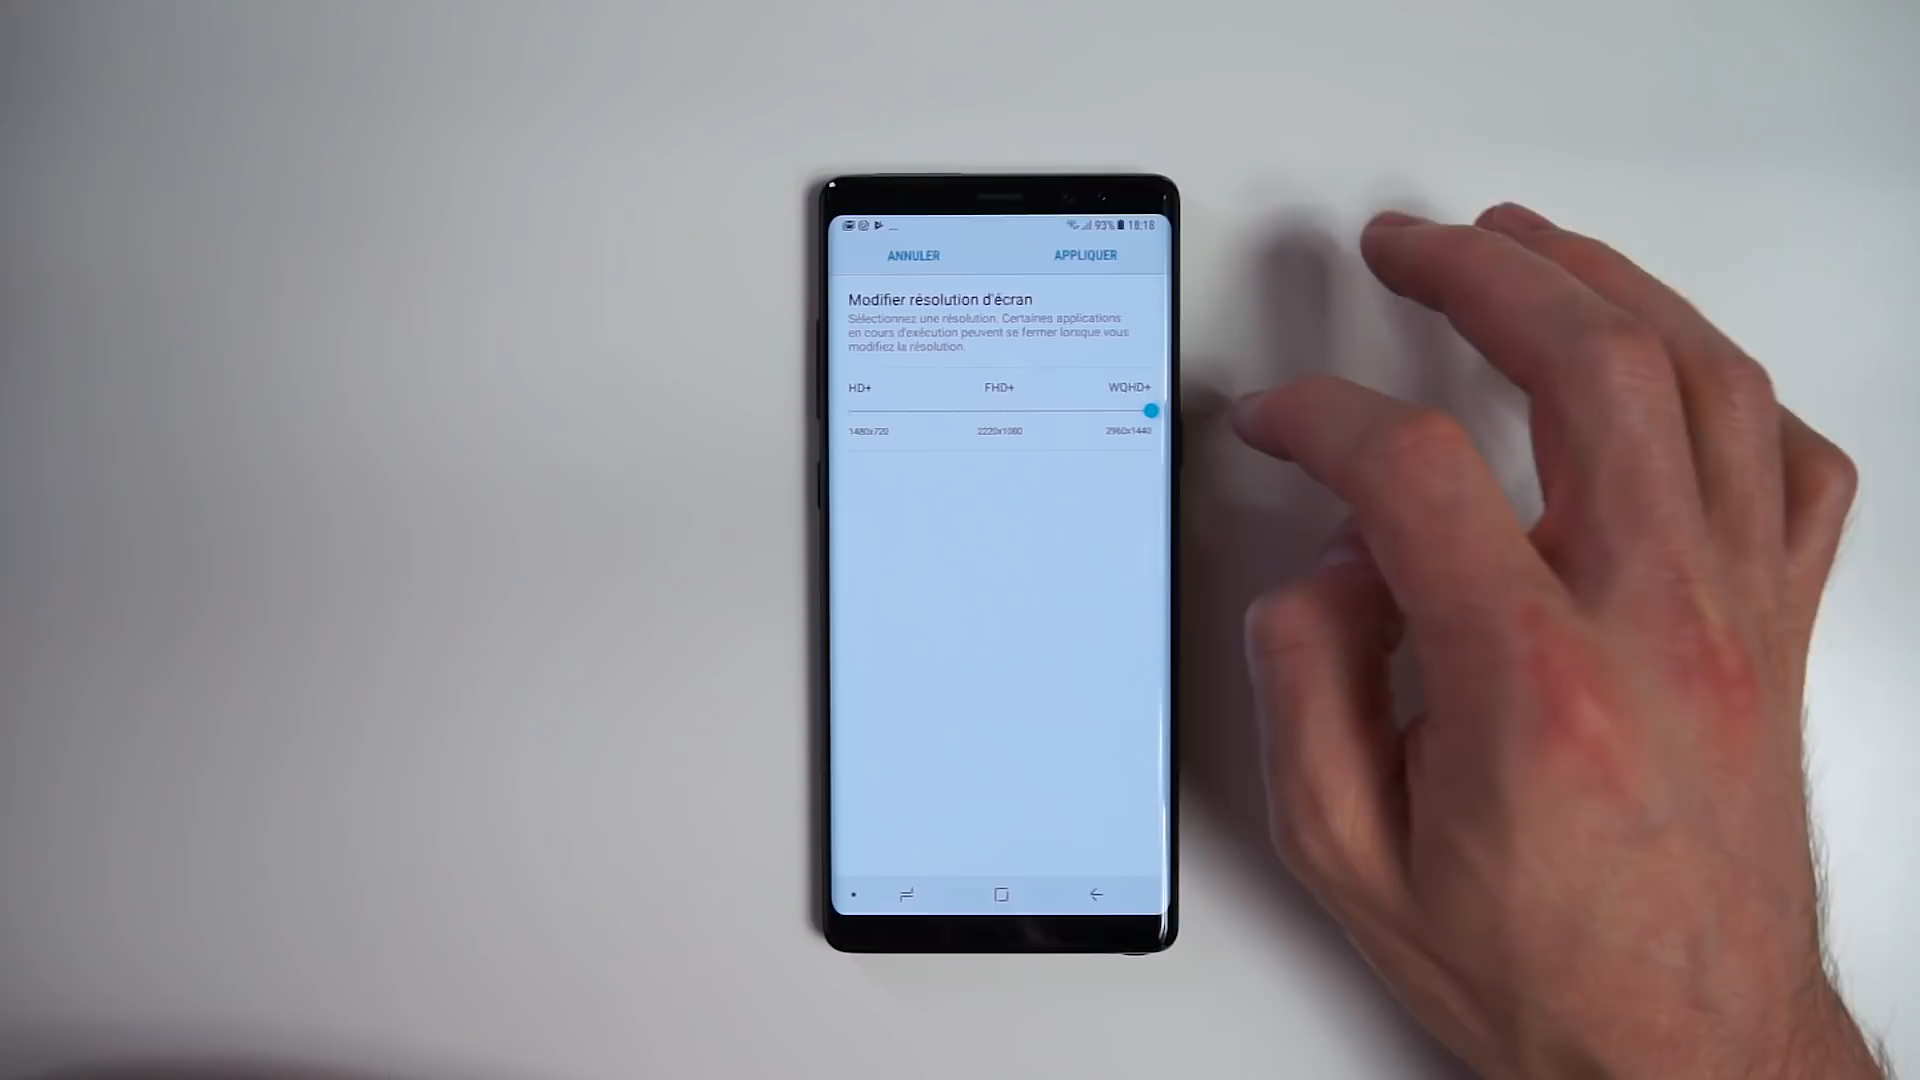 93% 18:18
ANNULER APPLIQUER
Modifier résolution d'écran
Sélectionnez une résolution. Certaines applications
en cours d'exécution peuvent se fermer lorsque vous
modifiez la résolution.
HD+ FHD+ WQHD+
1480x720 2220x1080 2960x1440